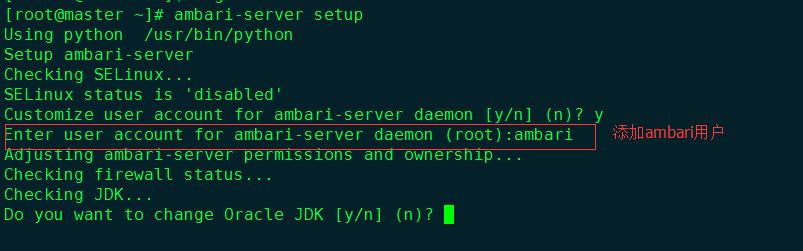 [root@master ~]# ambari-server setup
Using python  /usr/bin/python
Setup ambari-server
Checking SELinux...
SELinux status is 'disabled'
Customize user account for ambari-server daemon [y/n] (n)? y
Enter user account for ambari-server daemon (root):ambari
添加ambari用户
Adjusting ambari-server permissions and ownership...
Checking firewall status...
Checking JDK...
Do you want to change Oracle JDK [y/n] (n)?